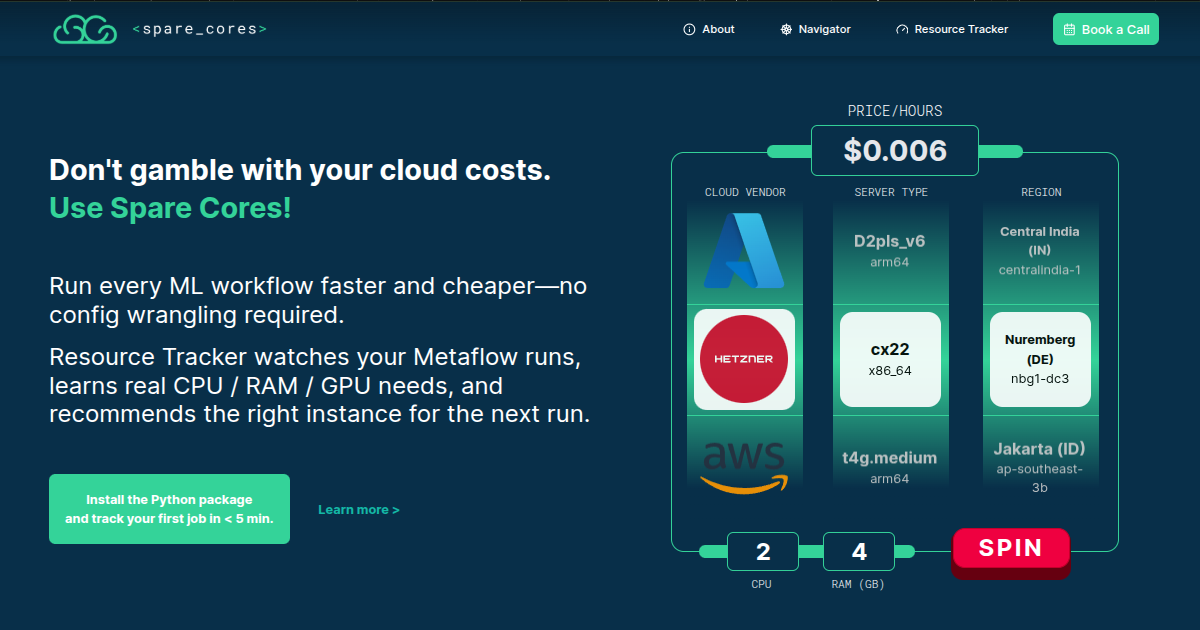 <spare_cores>
About
Navigator
Resource Tracker
Book a Call
Don't gamble with your cloud costs.
Use Spare Cores!
Run every ML workflow faster and cheaper—no
config wrangling required.
Resource Tracker watches your Metaflow runs,
learns real CPU / RAM / GPU needs, and
recommends the right instance for the next run.
Install the Python package
and track your first job in < 5 min.
Learn more >
PRICE/HOURS
$0.006
CLOUD VENDOR
SERVER TYPE
REGION
D2pls_v6
arm64
Central India
(IN)
centralindia-1
HETZNER
cx22
x86_64
Nuremberg
(DE)
nbg1-dc3
aws
t4g.medium
arm64
Jakarta (ID)
ap-southeast-
3b
2
4
SPIN
CPU
RAM (GB)